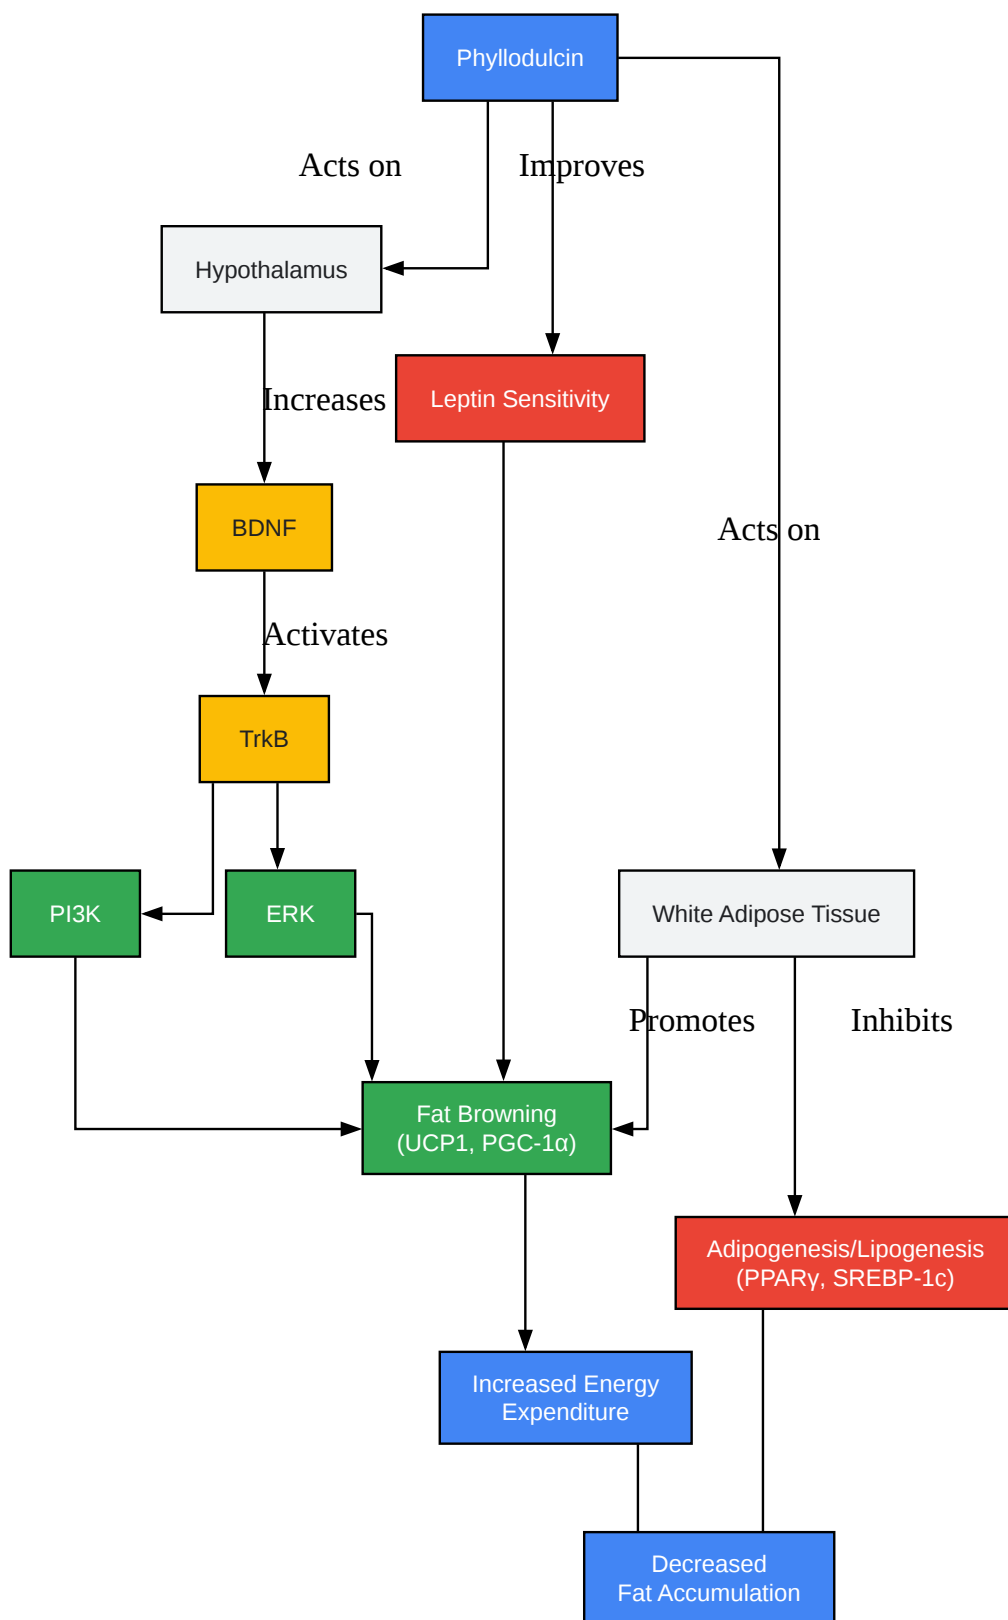 Phyllodulcin
Acts on
Improves
Hypothalamus
Increases
Leptin Sensitivity
BDNF
Acts on
Activates
TrkB
PI3K
ERK
White Adipose Tissue
Promotes
Inhibits
Fat Browning
(UCP1, PGC-1α)
Adipogenesis/Lipogenesis
(PPARγ, SREBP-1c)
Increased Energy
Expenditure
Decreased
Fat Accumulation